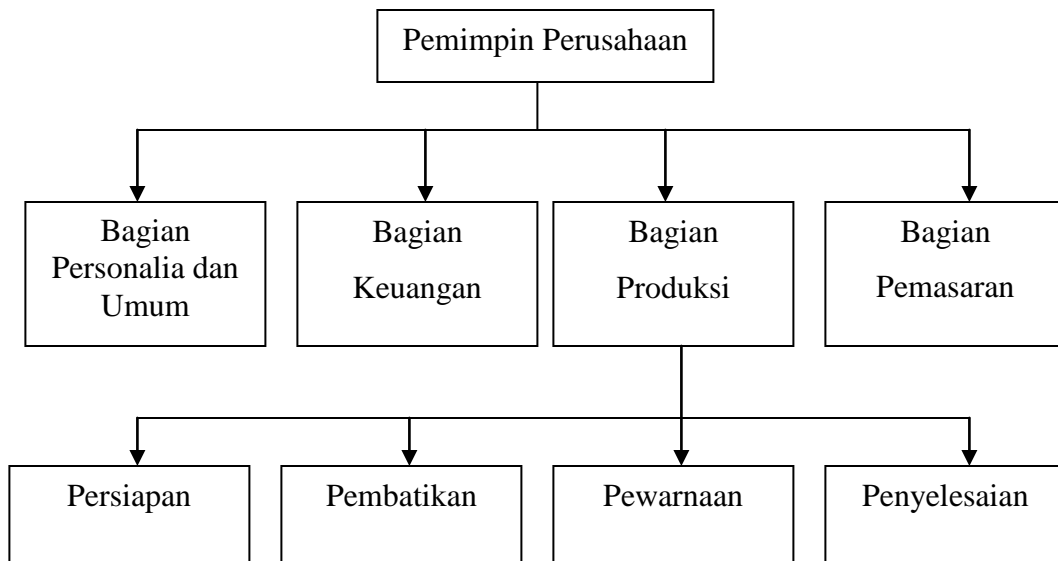 Pemimpin Perusahaan
Bagian
Personalia dan
Umum
Bagian
Keuangan
Bagian
Produksi
Bagian
Pemasaran
Persiapan
Pembatikan
Pewarnaan
Penyelesaian